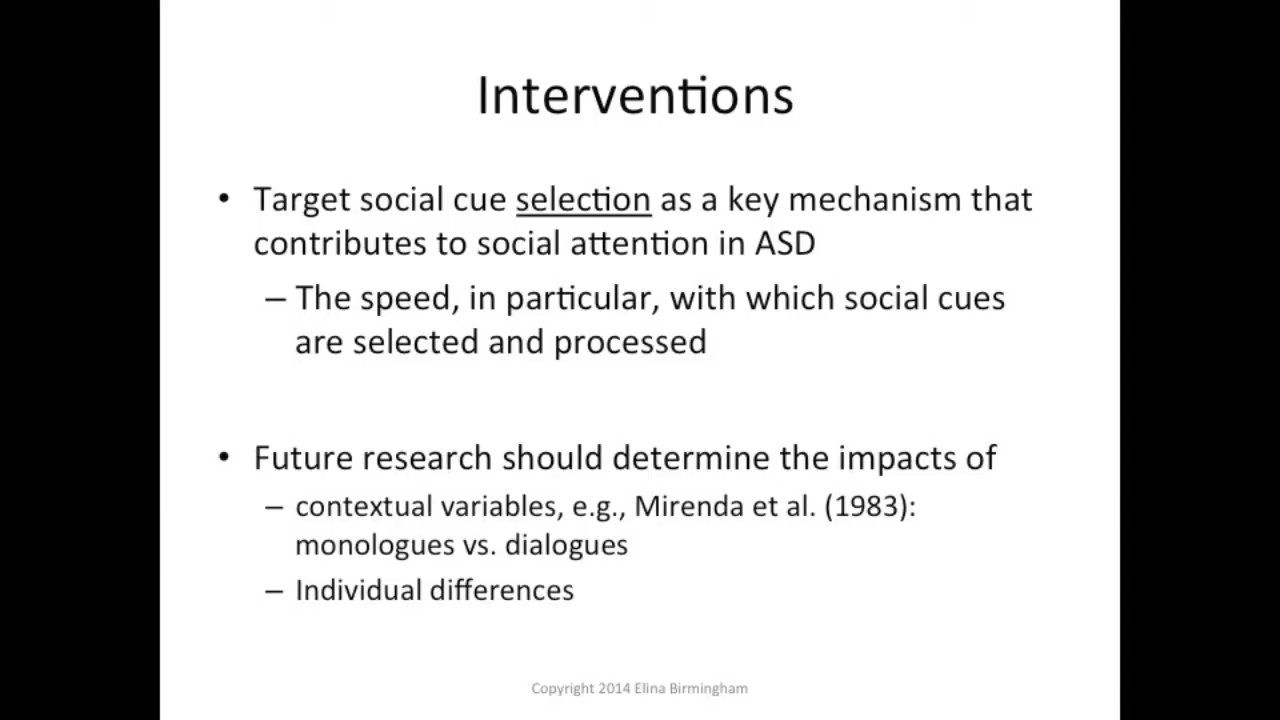 Interventions
• Target social cue selection as a key mechanism that
contributes to social attention in ASD
– The speed, in particular, with which social cues
are selected and processed
• Future research should determine the impacts of
– contextual variables, e.g., Mirenda et al. (1983):
monologues vs. dialogues
– Individual differences
Copyright 2014 Elina Birmingham